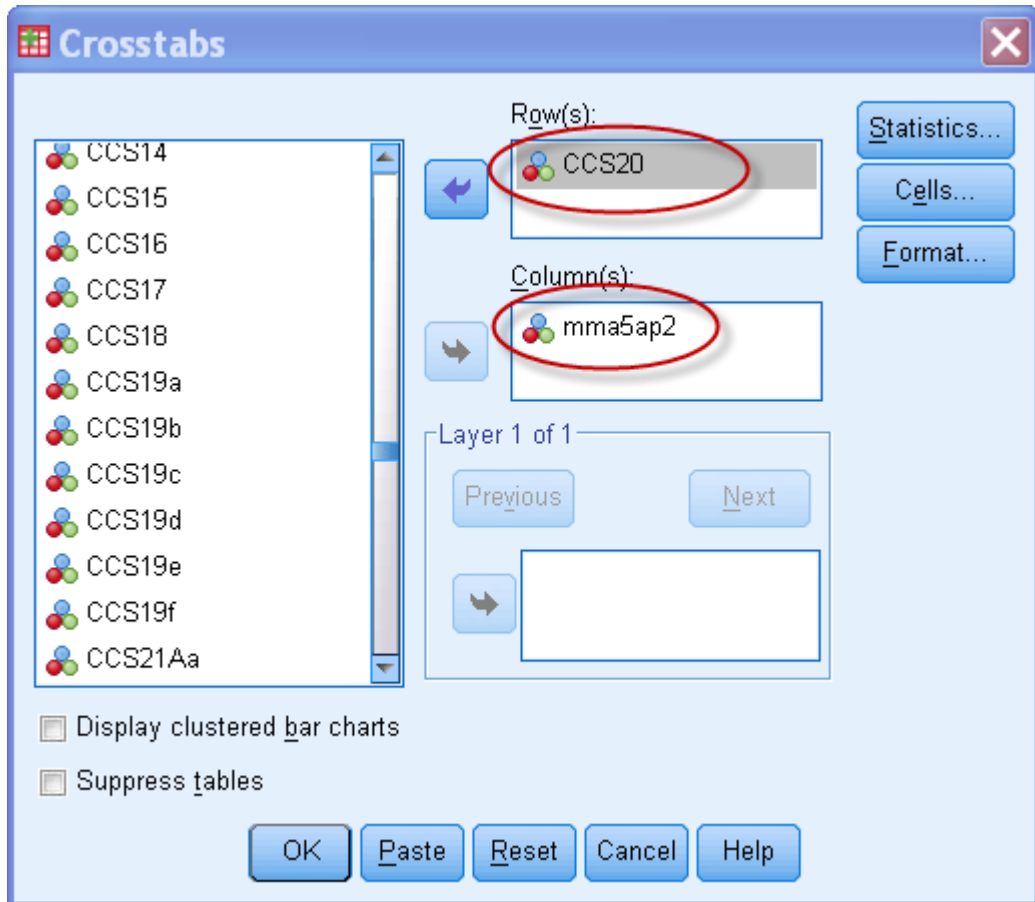 Crosstabs
CCS14
CCS15
CCS16
CCS17
CCS18
CCS19a
CCS19b
CCS19c
CCS19d
CCS19e
CCS19f
CCS21Aa
Row(s):
CCS20
Column(s):
mma5ap2
Layer 1 of 1
Previous
Next
Statistics...
Cells...
Format...
Display clustered bar charts
Suppress tables
OK
Paste
Reset
Cancel
Help